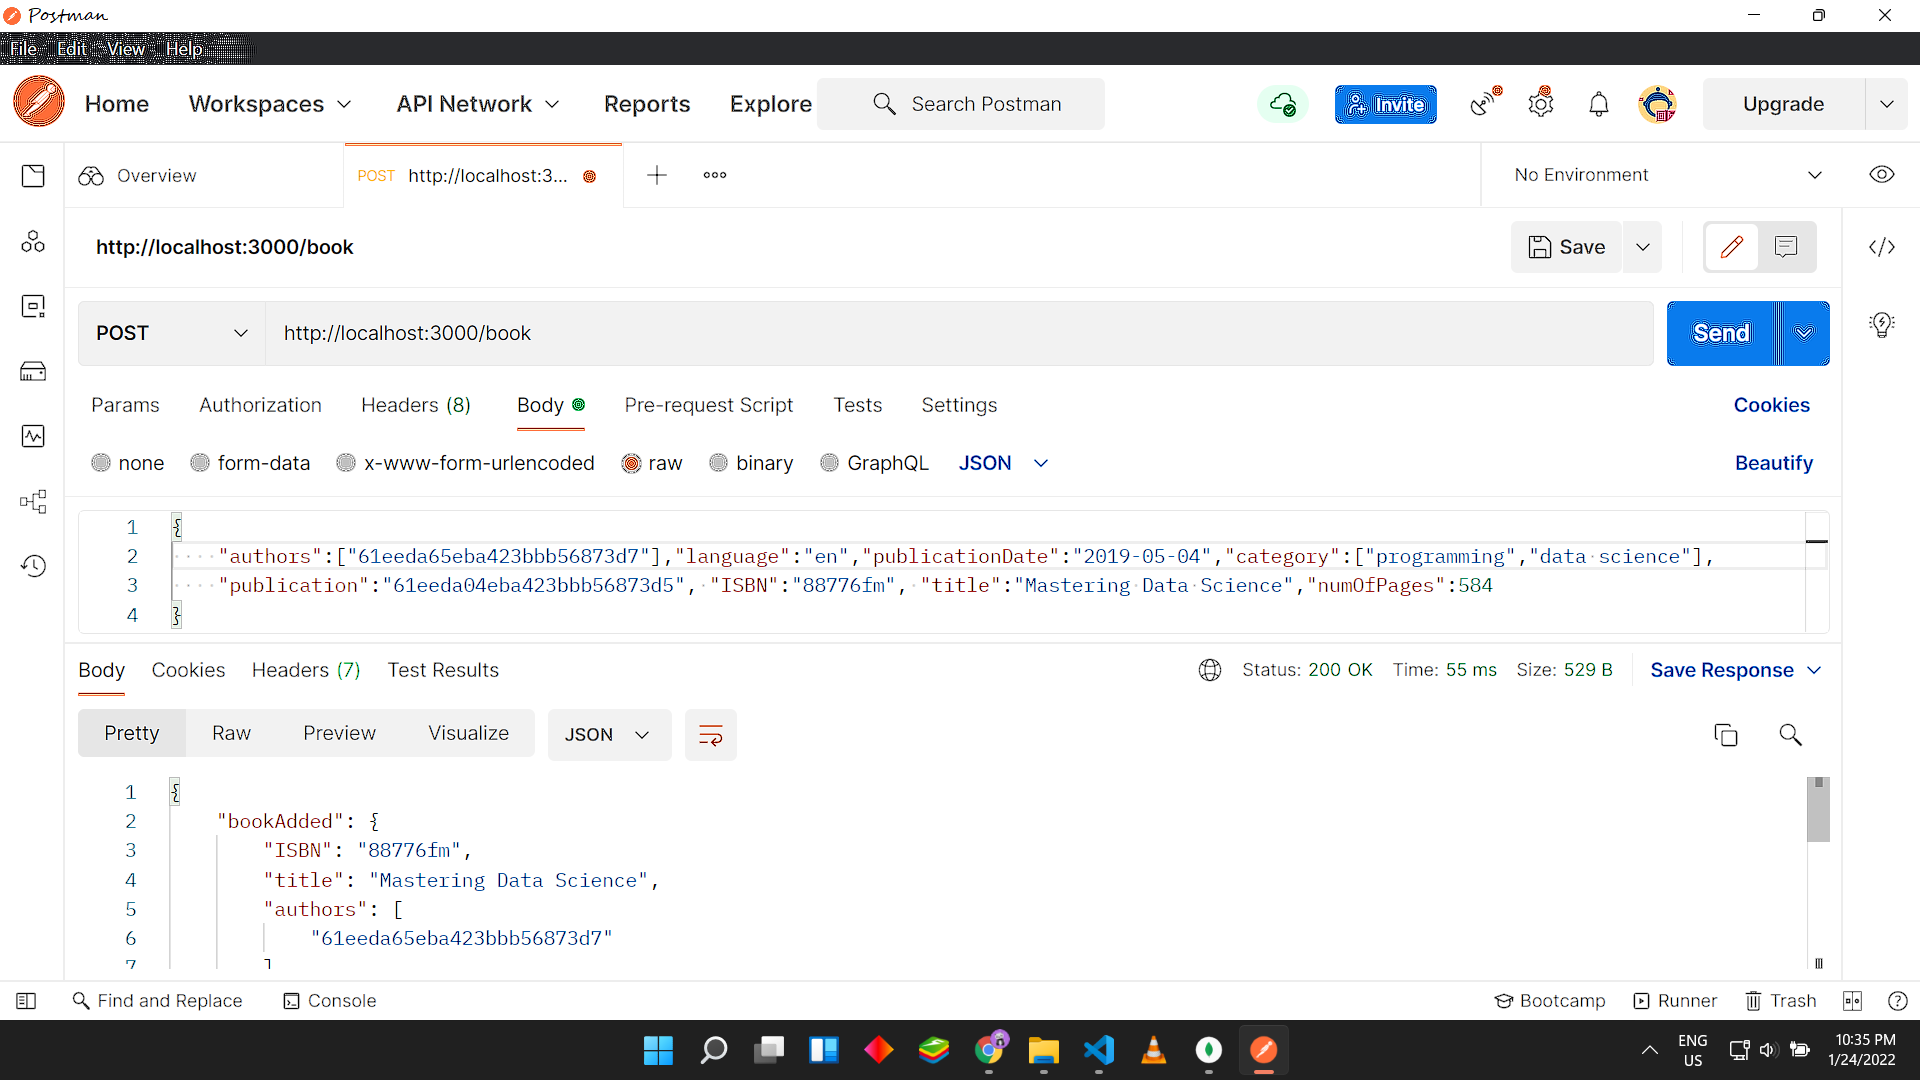 Postman
File Edit View Help
Home Workspaces API Network Reports Explore Search Postman Invite Upgrade
Overview POST http://localhost:3... No Environment
http://localhost:3000/book Save
POST http://localhost:3000/book Send
Params Authorization Headers (8) Body Pre-request Script Tests Settings Cookies
none form-data x-www-form-urlencoded raw binary GraphQL JSON Beautify
1 {
2 "authors":["61eeda65eba423bbb56873d7"],"language":"en","publicationDate":"2019-05-04","category":["programming","data science"],
3 "publication":"61eeda04eba423bbb56873d5", "ISBN":"88776fm", "title":"Mastering Data Science","numOfPages":584
4 }
Body Cookies Headers (7) Test Results Status: 200 OK Time: 55 ms Size: 529 B Save Response
Pretty Raw Preview Visualize JSON
1 {
2 "bookAdded": {
3 "ISBN": "88776fm",
4 "title": "Mastering Data Science",
5 "authors": [
6 "61eeda65eba423bbb56873d7"
7 ]
Find and Replace Console Bootcamp Runner Trash
ENG 10:35 PM
US 1/24/2022